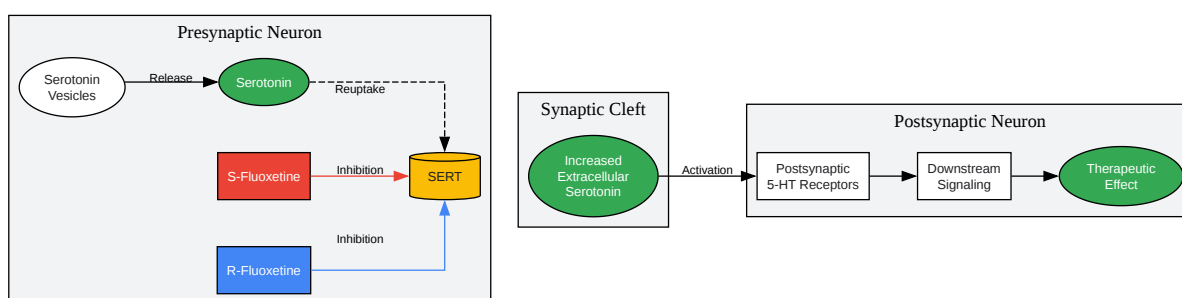 Presynaptic Neuron
Serotonin
Vesicles
Release
Serotonin
Reuptake
S-Fluoxetine
Inhibition
SERT
R-Fluoxetine
Inhibition
Synaptic Cleft
Increased
Extracellular
Serotonin
Activation
Postsynaptic Neuron
Postsynaptic
5-HT Receptors
Downstream
Signaling
Therapeutic
Effect